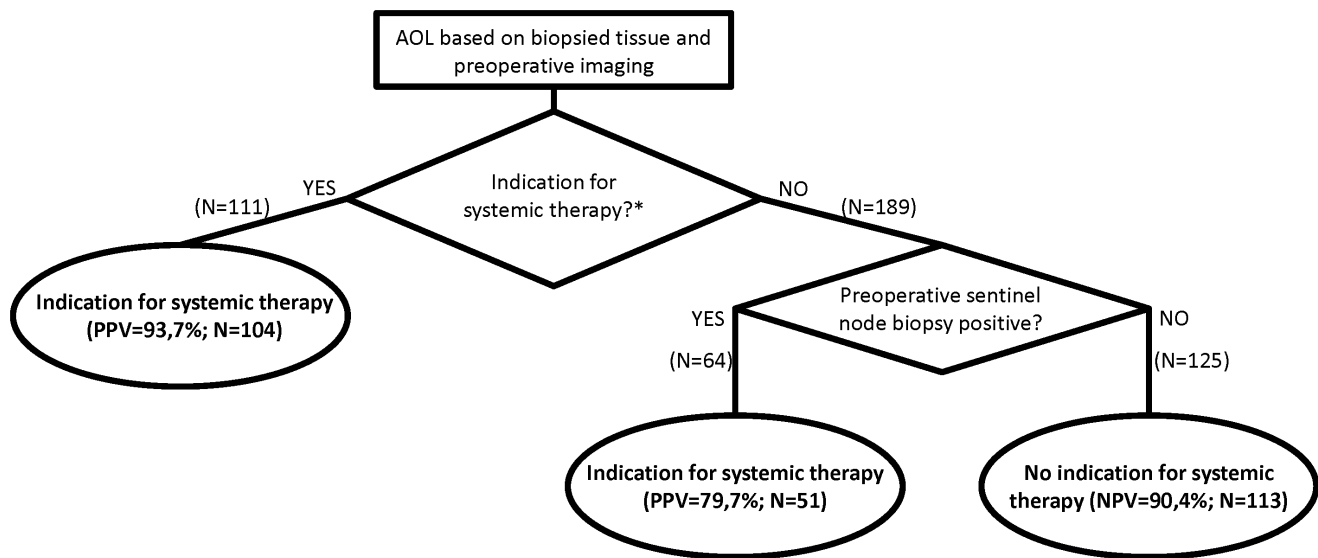 AOL based on biopsied tissue and
preoperative imaging
Indication for
systemic therapy?*
YES
(N=111)
NO
(N=189)
Indication for systemic therapy
(PPV=93,7%; N=104)
Preoperative sentinel
node biopsy positive?
YES
(N=64)
NO
(N=125)
Indication for systemic therapy
(PPV=79,7%; N=51)
No indication for systemic
therapy (NPV=90,4%; N=113)